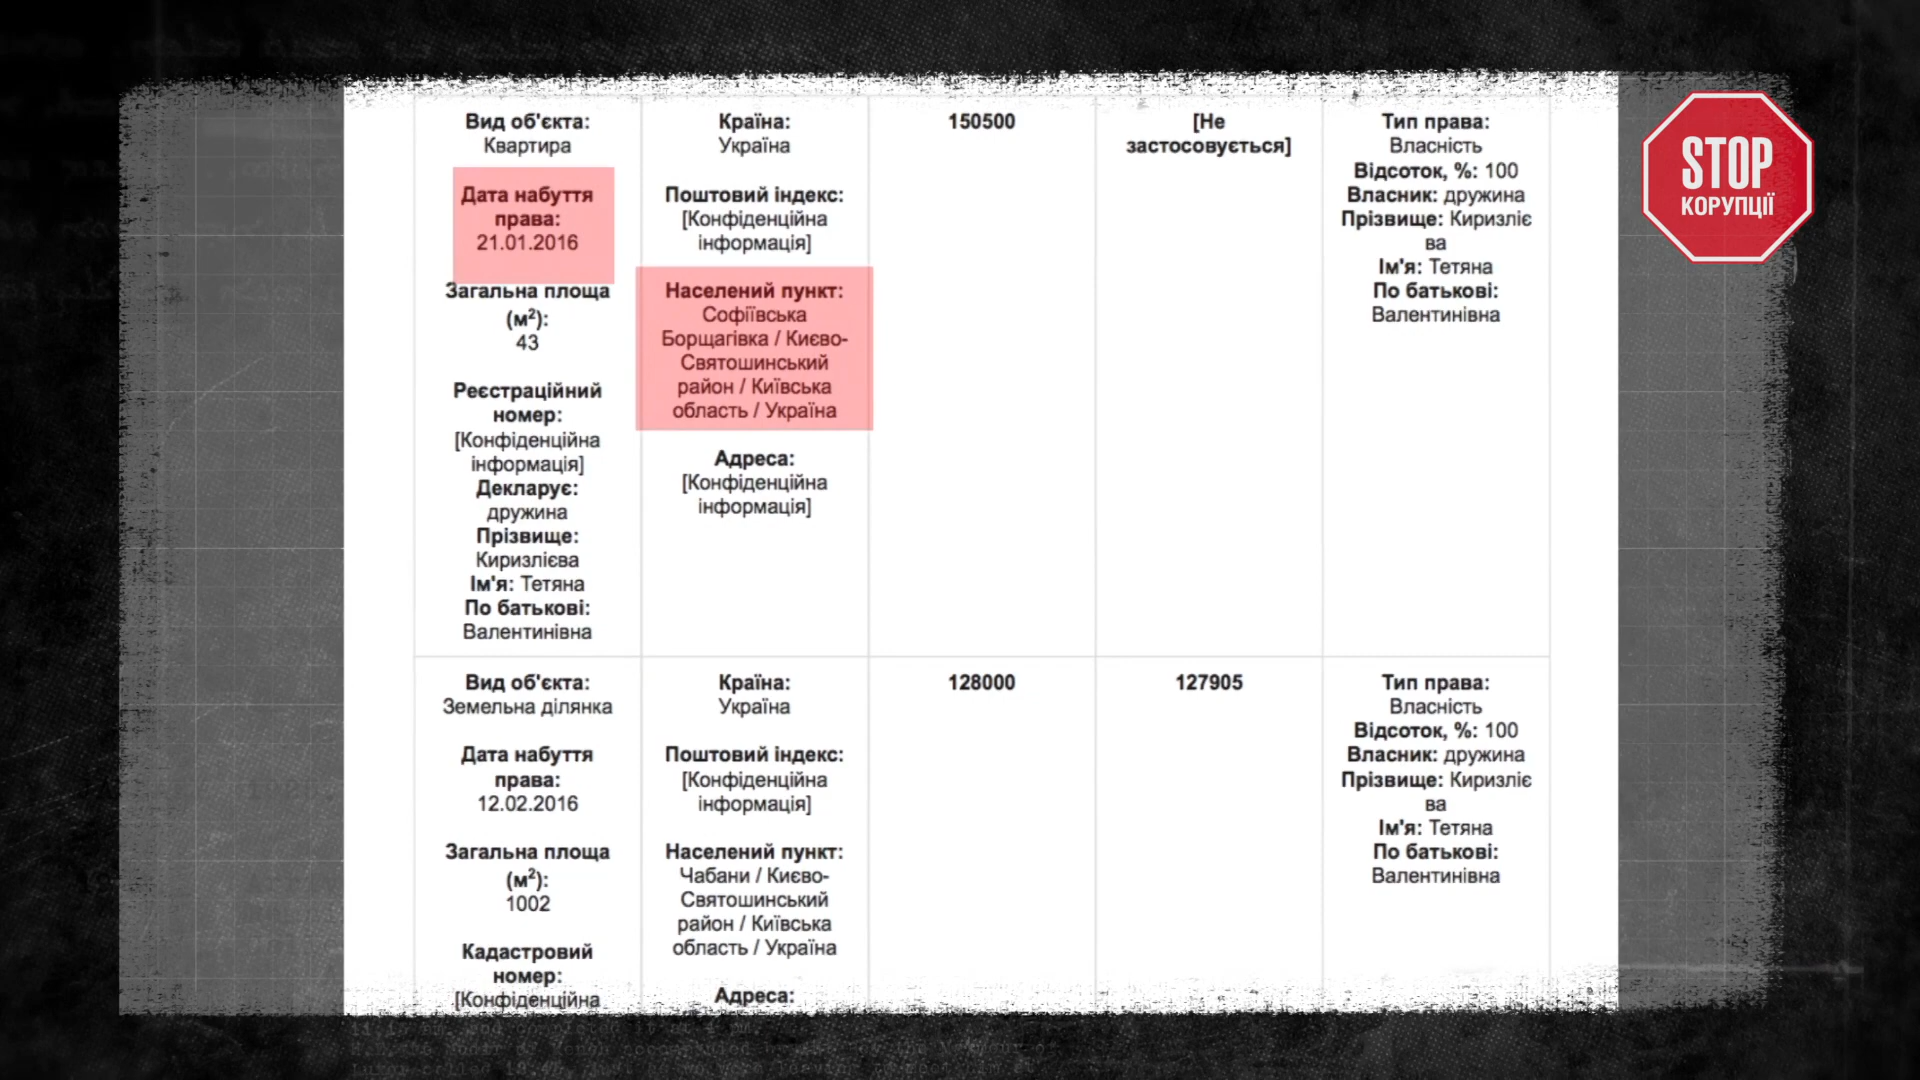 Вид об'єкта:
Квартира
Дата набуття
права:
21.01.2016
Загальна площа
(м²):
43
Реєстраційний
номер:
[Конфіденційна
інформація]
Декларує:
дружина
Прізвище:
Киризлієва
Ім'я: Тетяна
По батькові:
Валентинівна
Країна:
Україна
Поштовий індекс:
[Конфіденційна
інформація]
Населений пункт:
Софіївська
Борщагівка / Києво-
Святошинський
район / Київська
область / Україна
Адреса:
[Конфіденційна
інформація]
150500
[Не
застосовується]
Тип права:
Власність
Відсоток, %: 100
Власник: дружина
Прізвище: Киризліє
ва
Ім'я: Тетяна
По батькові:
Валентинівна
STOP
КОРУПЦІЇ
Вид об'єкта:
Земельна ділянка
Дата набуття
права:
12.02.2016
Загальна площа
(м²):
1002
Кадастровий
номер:
[Конфіденційна
Країна:
Україна
Поштовий індекс:
[Конфіденційна
інформація]
Населений пункт:
Чабани / Києво-
Святошинський
район / Київська
область / Україна
Адреса:
128000
127905
Тип права:
Власність
Відсоток, %: 100
Власник: дружина
Прізвище: Киризліє
ва
Ім'я: Тетяна
По батькові:
Валентинівна